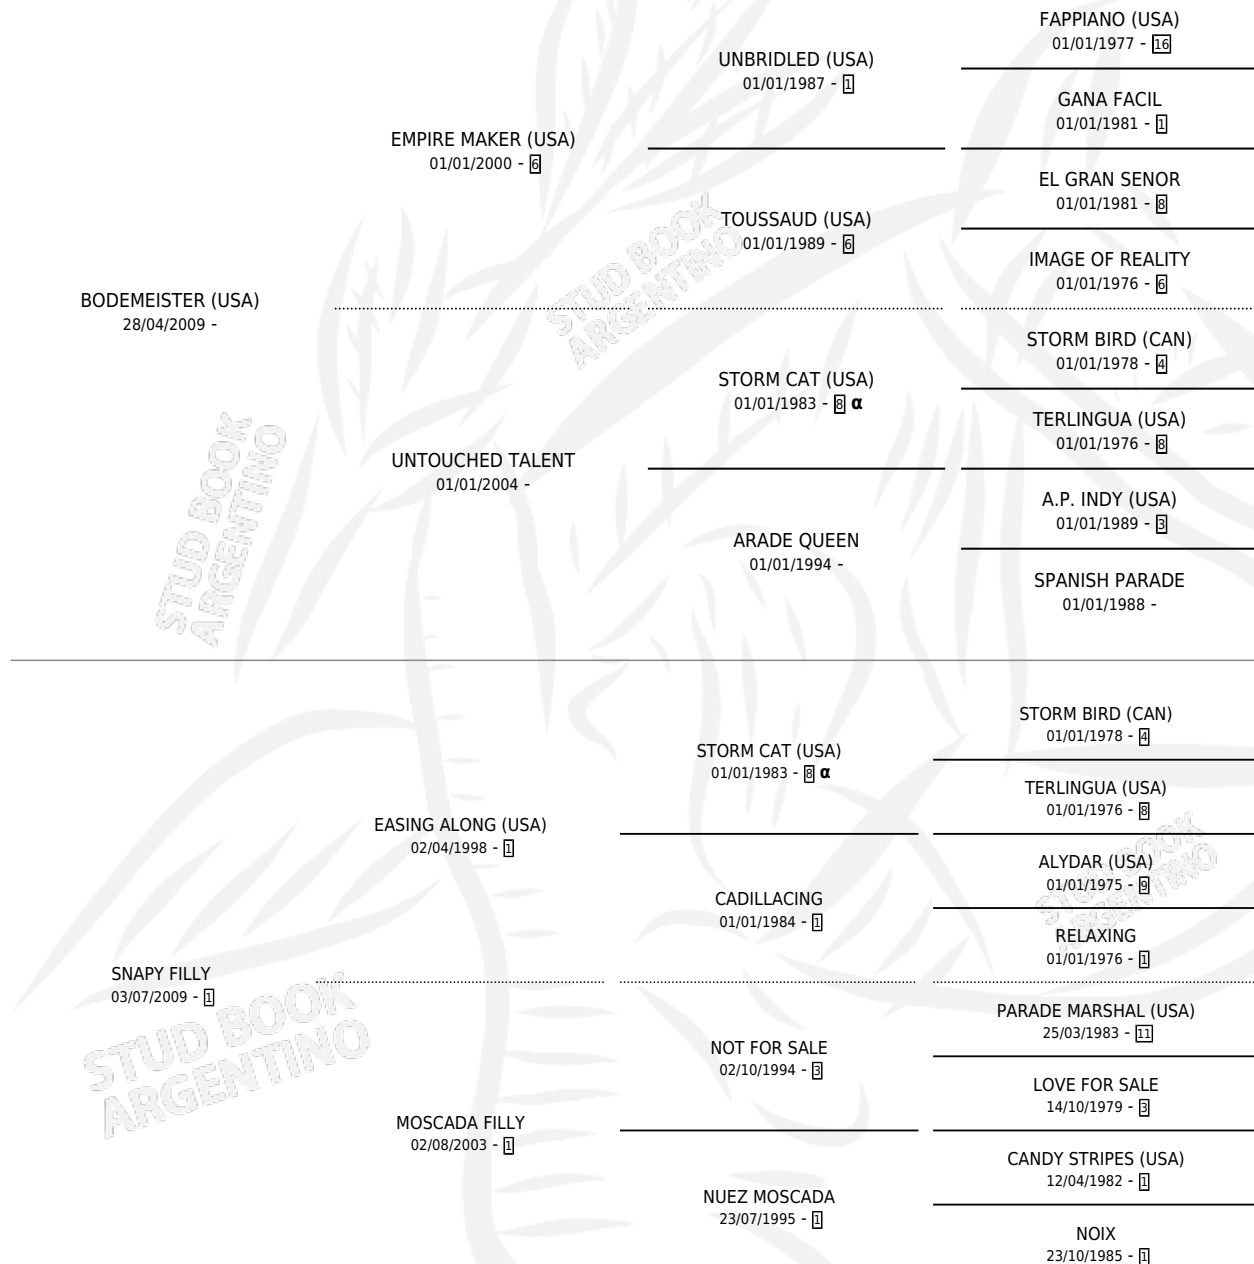 FAPPIANO (USA)
01/01/1977 - 16
UNBRIDLED (USA)
01/01/1987 - 1
GANA FACIL
01/01/1981 - 1
EMPIRE MAKER (USA)
01/01/2000 - 6
EL GRAN SENOR
01/01/1981 - 8
TOUSSAUD (USA)
01/01/1989 - 6
IMAGE OF REALITY
01/01/1976 - 6
STUD BOOK
ARGENTINO
BODEMEISTER (USA)
28/04/2009 -
STORM BIRD (CAN)
01/01/1978 - 4
STORM CAT (USA)
01/01/1983 - 8 α
TERLINGUA (USA)
01/01/1976 - 8
UNTOUCHED TALENT
01/01/2004 -
A.P. INDY (USA)
01/01/1989 - 3
ARADE QUEEN
01/01/1994 -
SPANISH PARADE
01/01/1988 -
STUD BOOK
ARGENTINO
STORM BIRD (CAN)
01/01/1978 - 4
STORM CAT (USA)
01/01/1983 - 8 α
TERLINGUA (USA)
01/01/1976 - 8
EASING ALONG (USA)
02/04/1998 - 1
ALYDAR (USA)
01/01/1975 - 9
CADILLACING
01/01/1984 - 1
RELAXING
01/01/1976 - 1
STUD BOOK
ARGENTINO
SNAPY FILLY
03/07/2009 - 1
PARADE MARSHAL (USA)
25/03/1983 - 11
NOT FOR SALE
02/10/1994 - 3
LOVE FOR SALE
14/10/1979 - 3
STUD BOOK
ARGENTINO
MOSCADA FILLY
02/08/2003 - 1
CANDY STRIPES (USA)
12/04/1982 - 1
NUEZ MOSCADA
23/07/1995 - 1
NOIX
23/10/1985 - 1